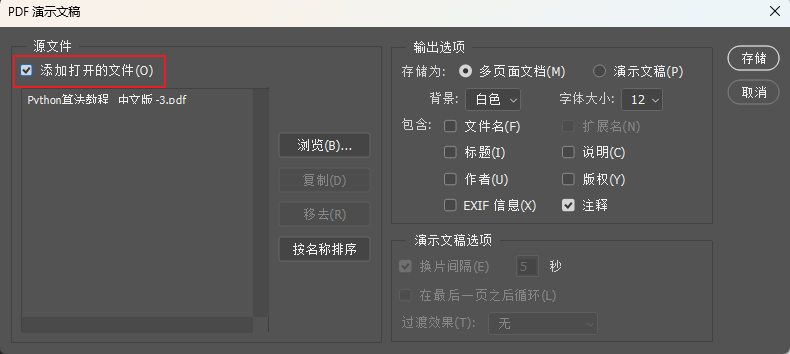 PDF 演示文稿
源文件
添加打开的文件(O)
Python算法教程_中文版 -3.pdf
浏览(B)...
复制(D)
移去(R)
按名称排序
输出选项
存储为: 多页面文档(M) 演示文稿(P)
背景: 白色 字体大小: 12
包含: 文件名(F) 扩展名(N)
标题(I) 说明(C)
作者(U) 版权(Y)
EXIF 信息(X) 注释
演示文稿选项
换片间隔(E) 5 秒
在最后一页之后循环(L)
过渡效果(T): 无
存储
取消